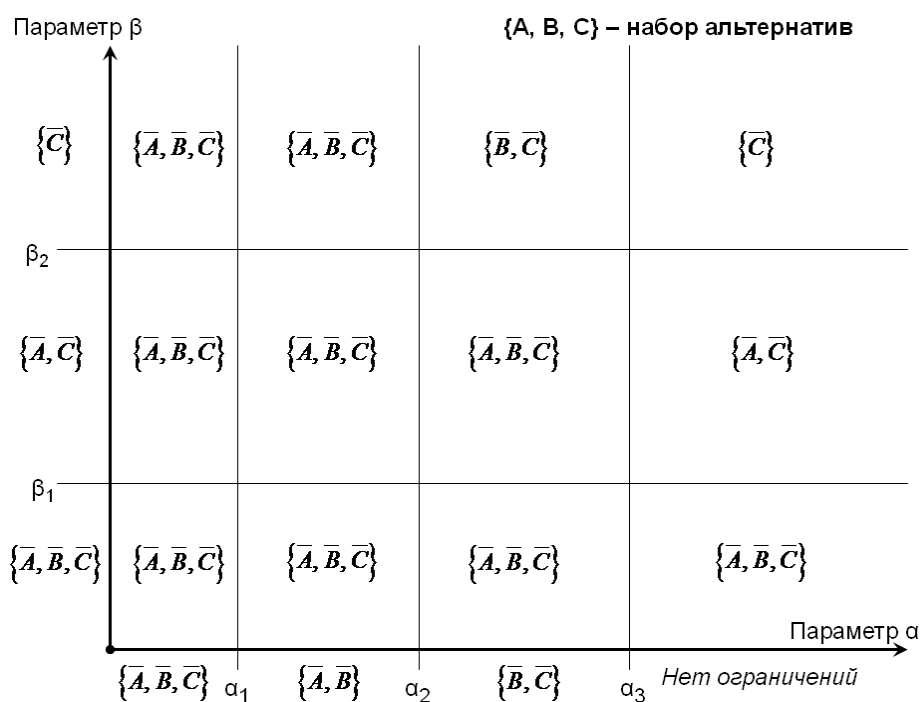 Параметр β
{A, B, C} – набор альтернатив
{C̅} {A̅, B̅, C̅} {A̅, B̅, C̅} {B̅, C̅} {C̅}
β₂
{A̅, C̅} {A̅, B̅, C̅} {A̅, B̅, C̅} {A̅, B̅, C̅} {A̅, C̅}
β₁
{A̅, B̅, C̅} {A̅, B̅, C̅} {A̅, B̅, C̅} {A̅, B̅, C̅} {A̅, B̅, C̅}
Параметр α
{A̅, B̅, C̅} α₁ {A̅, B̅} α₂ {B̅, C̅} α₃ Нет ограничений